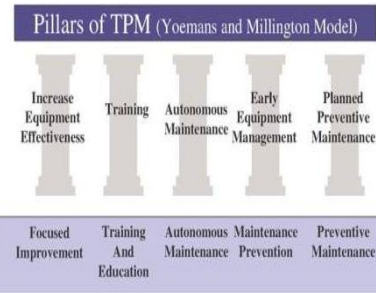 Pillars of TPM (Yoemans and Millington Model)
Increase
Equipment
Effectiveness
Training
Autonomous
Maintenance
Early
Equipment
Management
Planned
Preventive
Maintenance
Focused
Improvement
Training
And
Education
Autonomous
Maintenance
Maintenance
Prevention
Preventive
Maintenance